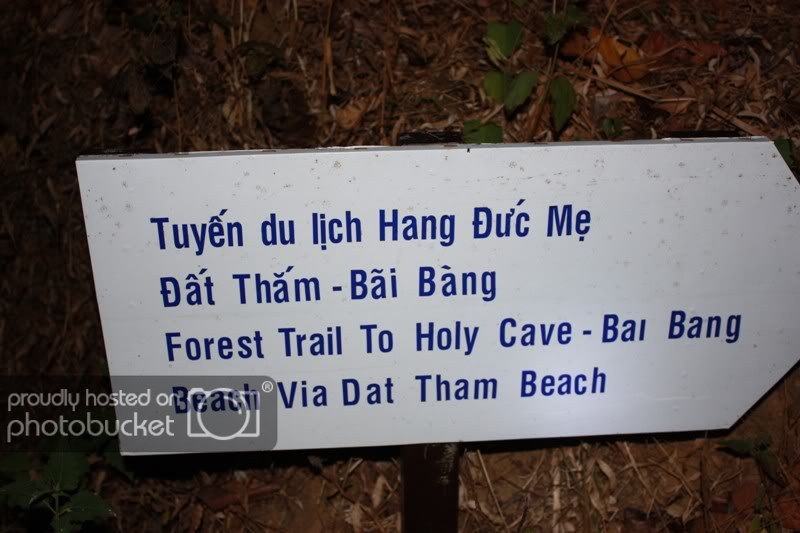 Tuyến du lịch Hang Đức Mẹ
Đất Thắm - Bãi Bàng
Forest Trail To Holy Cave - Baı Bang
Beach Via Dat Tham Beach
proudly hosted on
photobucket ®